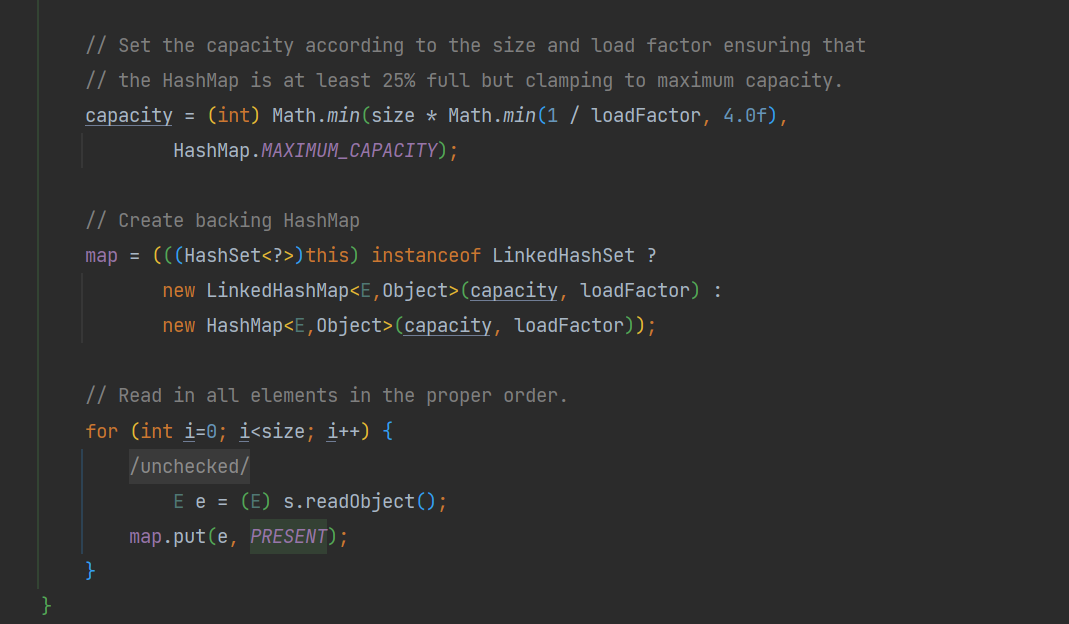 // Set the capacity according to the size and load factor ensuring that
// the HashMap is at least 25% full but clamping to maximum capacity.
capacity = (int) Math.min(size * Math.min(1 / loadFactor, 4.0f),
        HashMap.MAXIMUM_CAPACITY);
// Create backing HashMap
map = (((HashSet<?>)this) instanceof LinkedHashSet ?
       new LinkedHashMap<E,Object>(capacity, loadFactor) :
       new HashMap<E,Object>(capacity, loadFactor));
// Read in all elements in the proper order.
for (int i=0; i<size; i++) {
    /unchecked/
        E e = (E) s.readObject();
    map.put(e, PRESENT);
}
}